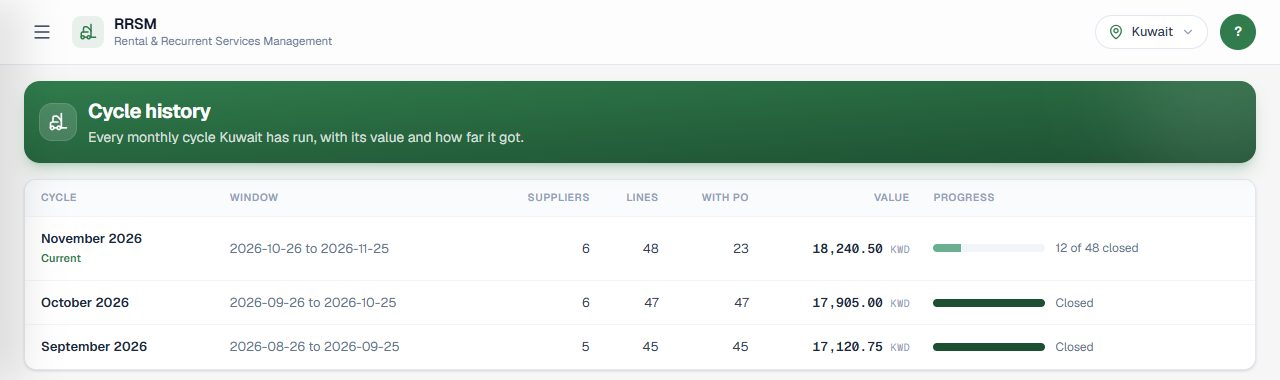 RRSM
Rental & Recurrent Services Management
Kuwait
?
Cycle history
Every monthly cycle Kuwait has run, with its value and how far it got.
CYCLE WINDOW SUPPLIERS LINES WITH PO VALUE PROGRESS
November 2026 2026-10-26 to 2026-11-25 6 48 23 18,240.50 KWD 12 of 48 closed
Current
October 2026 2026-09-26 to 2026-10-25 6 47 47 17,905.00 KWD Closed
September 2026 2026-08-26 to 2026-09-25 5 45 45 17,120.75 KWD Closed